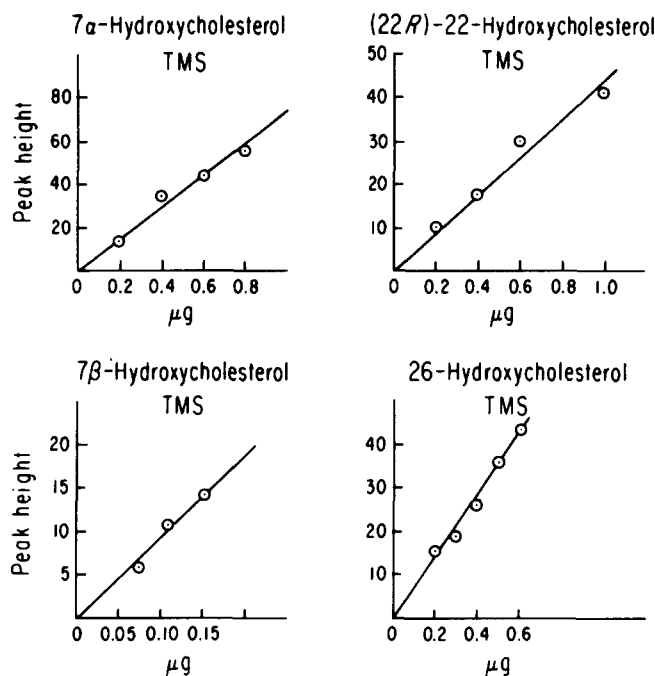 7α-Hydroxycholesterol
TMS
Peak height
80
60
40
20
0 0.2 0.4 0.6 0.8
μg
(22R)-22-Hydroxycholesterol
TMS
50
40
30
20
10
0 0.2 0.4 0.6 0.8 1.0
μg
7β-Hydroxycholesterol
TMS
Peak height
20
15
10
5
0 0.05 0.10 0.15
μg
26-Hydroxycholesterol
TMS
40
30
20
10
0 0.2 0.4 0.6
μg